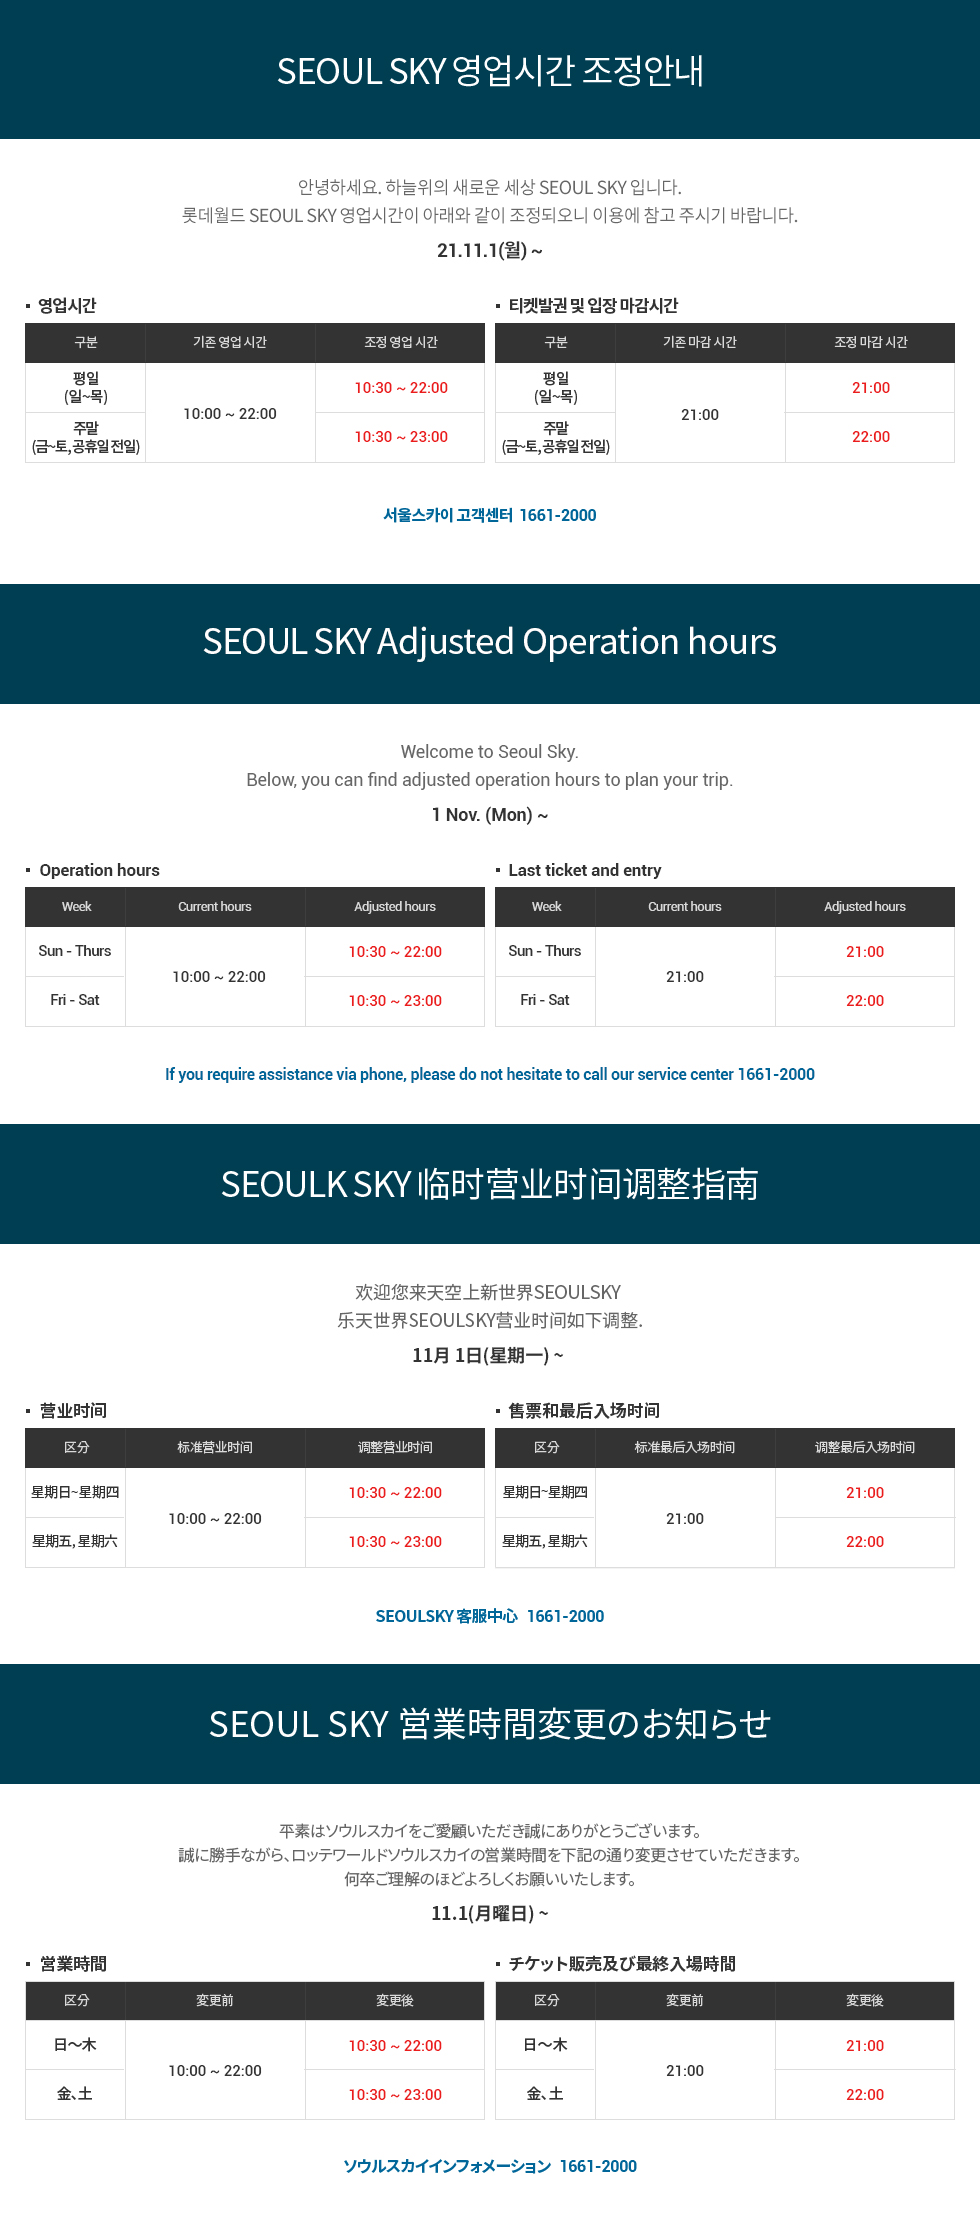 SEOUL SKY 영업시간 조정안내
안녕하세요. 하늘위의 새로운 세상 SEOUL SKY 입니다.
롯데월드 SEOUL SKY 영업시간이 아래와 같이 조정되오니 이용에 참고 주시기 바랍니다.
21.11.1(월) ~
▪ 영업시간
구분 기존 영업 시간 조정 영업 시간
평일
(일~목)
10:00 ~ 22:00
10:30 ~ 22:00
주말
(금~토,공휴일 전일)
10:30 ~ 23:00
▪ 티켓발권 및 입장 마감시간
구분 기존 마감 시간 조정 마감 시간
평일
(일~목)
21:00
21:00
주말
(금~토,공휴일 전일)
22:00
서울스카이 고객센터 1661-2000
SEOUL SKY Adjusted Operation hours
Welcome to Seoul Sky.
Below, you can find adjusted operation hours to plan your trip.
1 Nov. (Mon) ~
▪ Operation hours
Week Current hours Adjusted hours
Sun - Thurs
10:00 ~ 22:00
10:30 ~ 22:00
Fri - Sat
10:30 ~ 23:00
▪ Last ticket and entry
Week Current hours Adjusted hours
Sun - Thurs
21:00
21:00
Fri - Sat
22:00
If you require assistance via phone, please do not hesitate to call our service center 1661-2000
SEOULK SKY 临时营业时间调整指南
欢迎您来天空上新世界SEOULSKY
乐天世界SEOULSKY营业时间如下调整.
11月 1日(星期一) ~
▪ 营业时间
区分 标准营业时间 调整营业时间
星期日~星期四
10:00 ~ 22:00
10:30 ~ 22:00
星期五, 星期六
10:30 ~ 23:00
▪ 售票和最后入场时间
区分 标准最后入场时间 调整最后入场时间
星期日~星期四
21:00
21:00
星期五, 星期六
22:00
SEOULSKY 客服中心 1661-2000
SEOUL SKY 営業時間変更のお知らせ
平素はソウルスカイをご愛顧いただき誠にありがとうございます。
誠に勝手ながら、ロッテワールドソウルスカイの営業時間を下記の通り変更させていただきます。
何卒ご理解のほどよろしくお願いいたします。
11.1(月曜日) ~
▪ 営業時間
区分 変更前 変更後
日〜木
10:00 ~ 22:00
10:30 ~ 22:00
金、土
10:30 ~ 23:00
▪ チケット販売及び最終入場時間
区分 変更前 変更後
日〜木
21:00
21:00
金、土
22:00
ソウルスカイインフォメーション 1661-2000